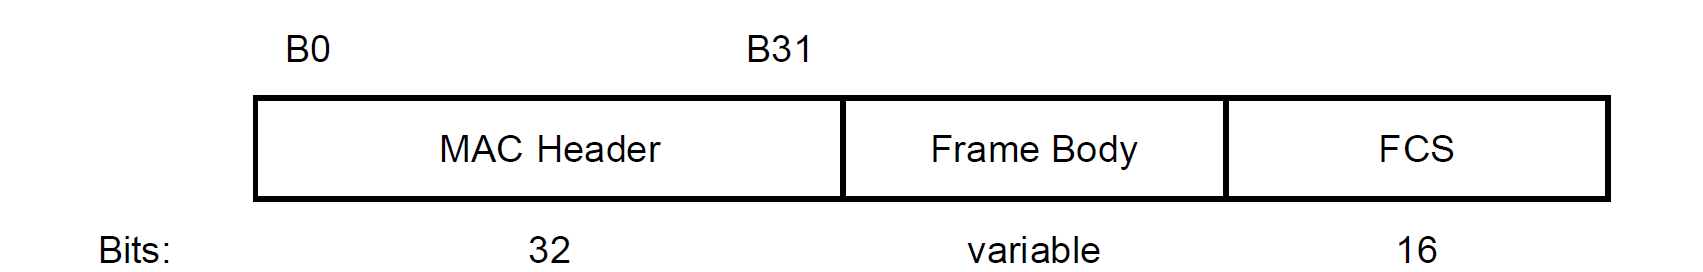 B0 B31
MAC Header Frame Body FCS
Bits: 32 variable 16